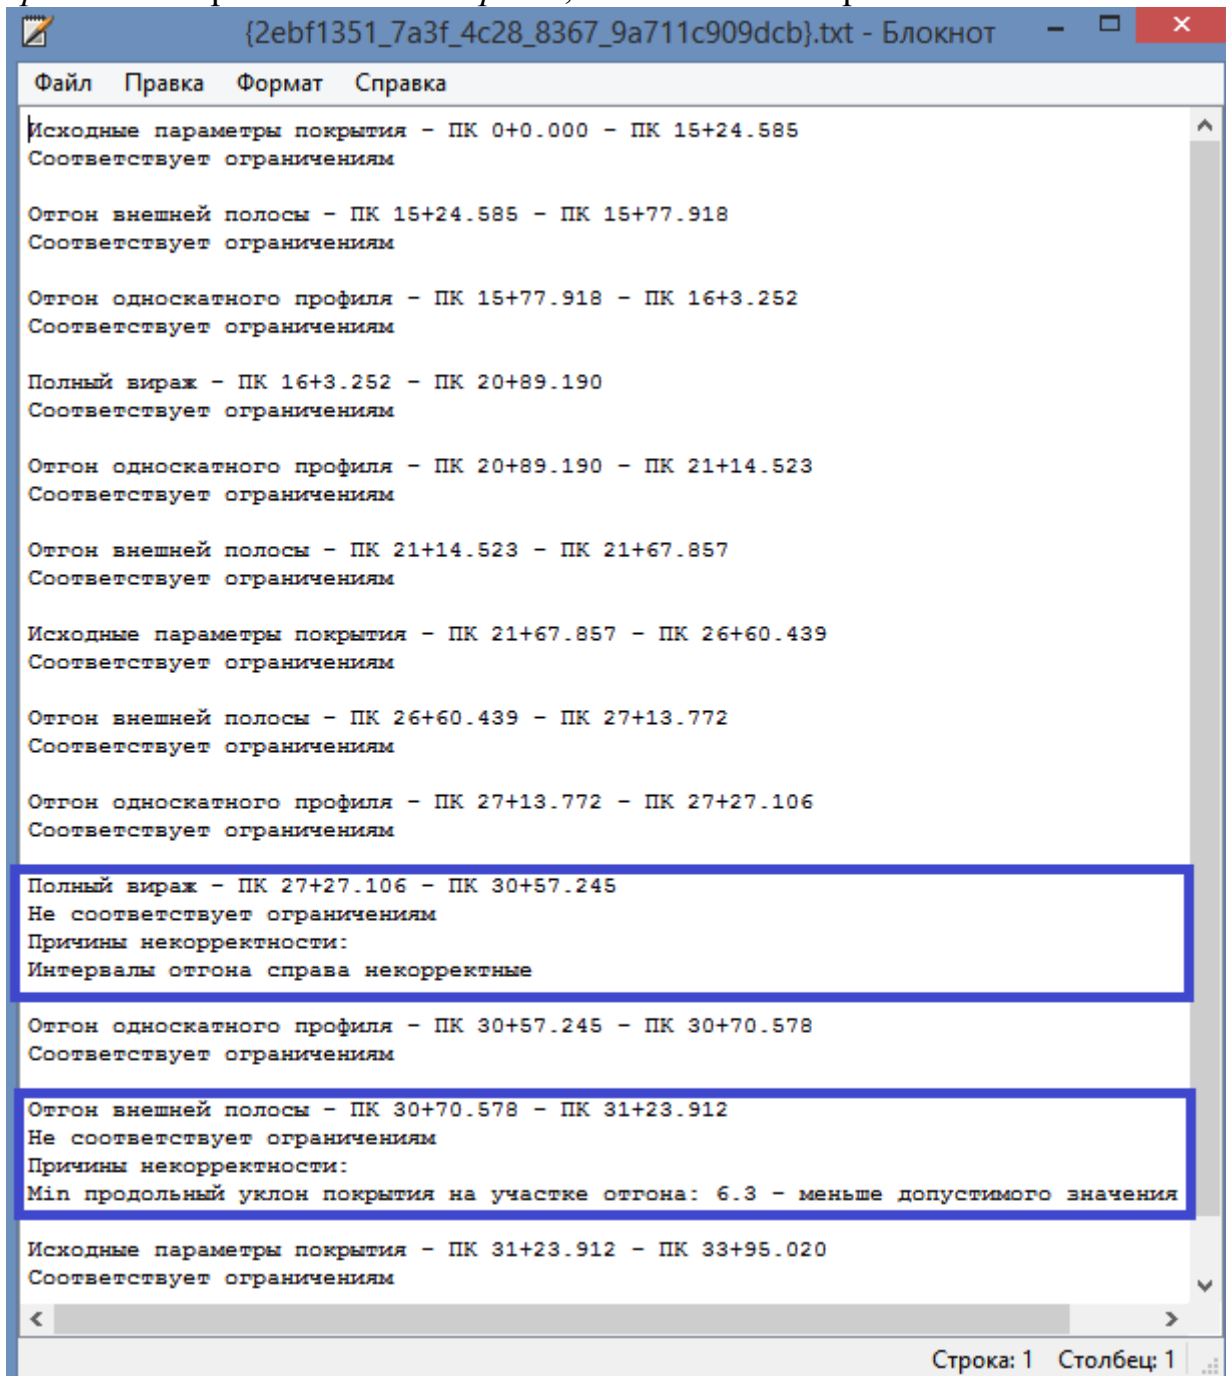 {2ebf1351_7a3f_4c28_8367_9a711c909dcb}.txt - Блокнот
Файл Правка Формат Справка
Исходные параметры покрытия - ПК 0+0.000 - ПК 15+24.585
Соответствует ограничениям
Отгон внешней полосы - ПК 15+24.585 - ПК 15+77.918
Соответствует ограничениям
Отгон односкатного профиля - ПК 15+77.918 - ПК 16+3.252
Соответствует ограничениям
Полный вираж - ПК 16+3.252 - ПК 20+89.190
Соответствует ограничениям
Отгон односкатного профиля - ПК 20+89.190 - ПК 21+14.523
Соответствует ограничениям
Отгон внешней полосы - ПК 21+14.523 - ПК 21+67.857
Соответствует ограничениям
Исходные параметры покрытия - ПК 21+67.857 - ПК 26+60.439
Соответствует ограничениям
Отгон внешней полосы - ПК 26+60.439 - ПК 27+13.772
Соответствует ограничениям
Отгон односкатного профиля - ПК 27+13.772 - ПК 27+27.106
Соответствует ограничениям
Полный вираж - ПК 27+27.106 - ПК 30+57.245
Не соответствует ограничениям
Причины некорректности:
Интервалы отгона справа некорректные
Отгон односкатного профиля - ПК 30+57.245 - ПК 30+70.578
Соответствует ограничениям
Отгон внешней полосы - ПК 30+70.578 - ПК 31+23.912
Не соответствует ограничениям
Причины некорректности:
Min продольный уклон покрытия на участке отгона: 6.3 - меньше допустимого значения
Исходные параметры покрытия - ПК 31+23.912 - ПК 33+95.020
Соответствует ограничениям
Строка: 1 Столбец: 1